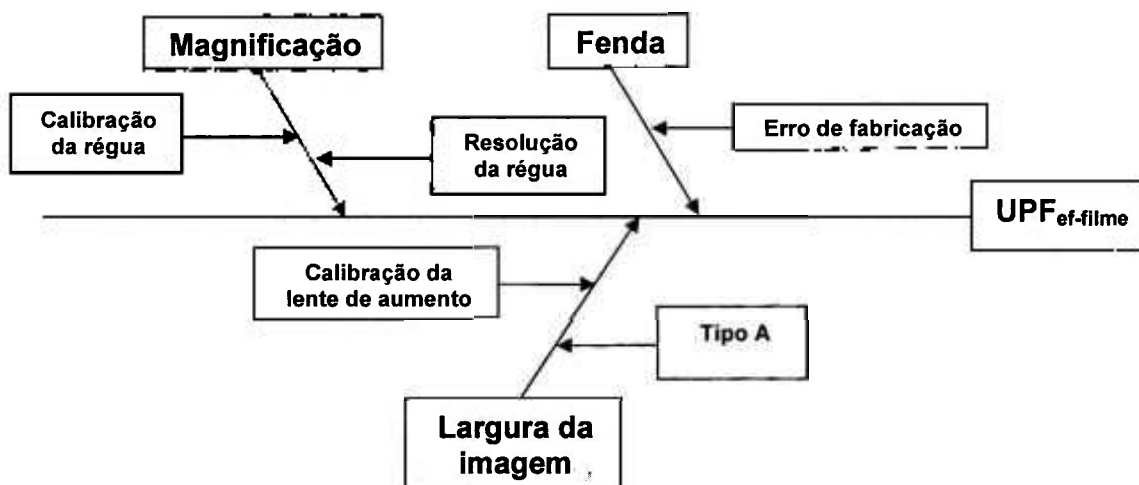 Magnificação
Fenda
Calibração
da régua
Resolução
da régua
Erro de fabricação
UPFef-filme
Calibração da
lente de aumento
Tipo A
Largura da
imagem